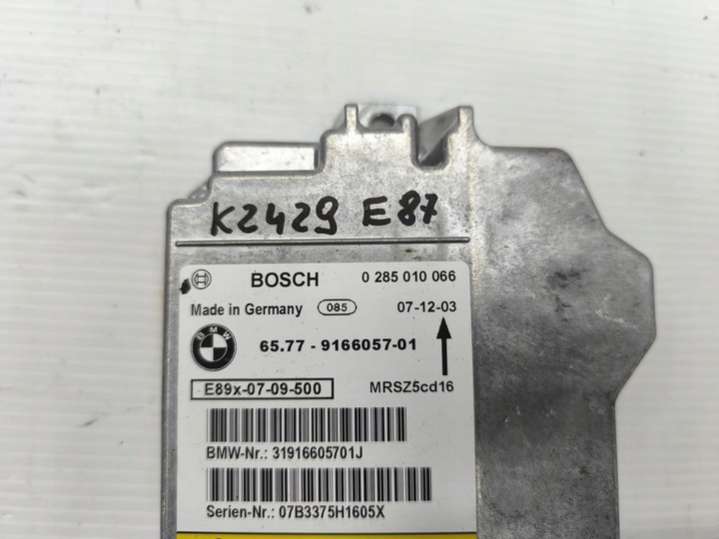 K2429 E87
BOSCH 0 285 010 066
Made in Germany 085 07-12-03
BMW 65.77 - 9166057-01
E89x-07-09-500 MRSZ5cd16
BMW-Nr.: 31916605701J
Serien-Nr.: 07B3375H1605X